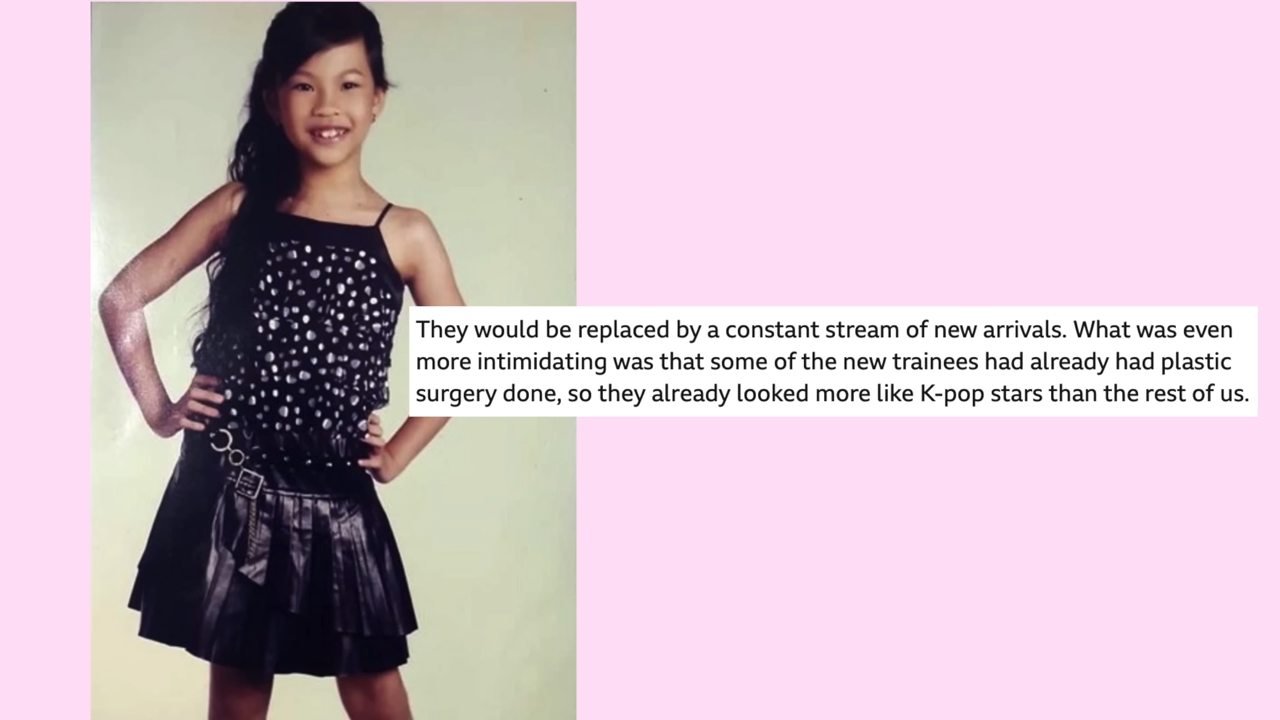 They would be replaced by a constant stream of new arrivals. What was even
more intimidating was that some of the new trainees had already had plastic
surgery done, so they already looked more like K-pop stars than the rest of us.